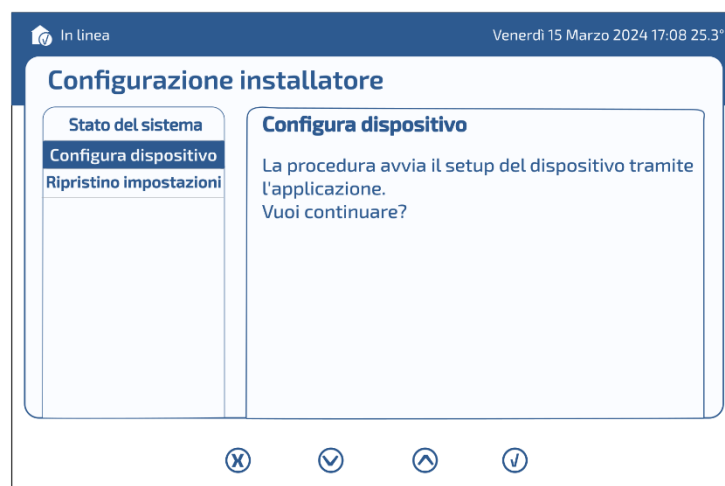 In linea
Venerdì 15 Marzo 2024 17:08 25.3°
Configurazione installatore
Stato del sistema
Configura dispositivo
Ripristino impostazioni
Configura dispositivo
La procedura avvia il setup del dispositivo tramite
l'applicazione.
Vuoi continuare?